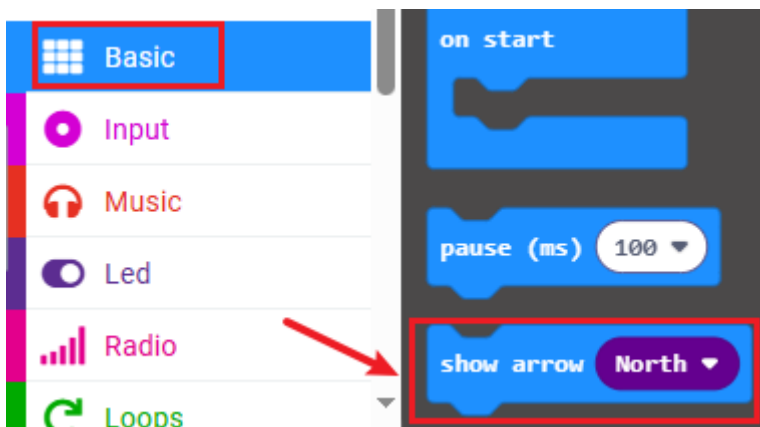 Basic
Input
Music
Led
Radio
Loops
on start
pause (ms) 100
show arrow North